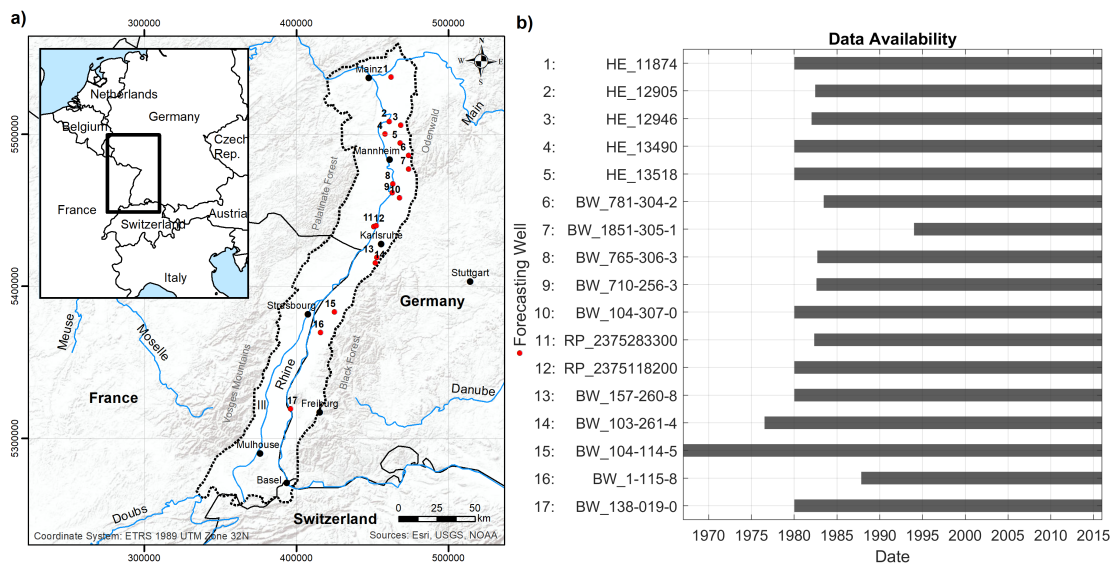 a)
300000
400000
500000
Netherlands
Belgium
Germany
Czech
Rep.
France
Austria
Switzerland
Italy
Mainz
1
N
W
E
S
Main
2
3
4
5
Odenwald
6
Mannheim
7
8
9
10
Palatinate Forest
11
12
Karlsruhe
13
Stuttgart
Germany
Strasbourg
15
16
Meuse
Moselle
Vosges Mountains
Rhine
Black Forest
Danube
France
Ill
17
Freiburg
Mulhouse
Basel
Doubs
Switzerland
0
25
50
km
Coordinate System: ETRS 1989 UTM Zone 32N
Sources: Esri, USGS, NOAA
5500000
5400000
5300000
300000
400000
500000
b)
Data Availability
Forecasting Well
1: HE_11874
2: HE_12905
3: HE_12946
4: HE_13490
5: HE_13518
6: BW_781-304-2
7: BW_1851-305-1
8: BW_765-306-3
9: BW_710-256-3
10: BW_104-307-0
11: RP_2375283300
12: RP_2375118200
13: BW_157-260-8
14: BW_103-261-4
15: BW_104-114-5
16: BW_1-115-8
17: BW_138-019-0
1970 1975 1980 1985 1990 1995 2000 2005 2010 2015
Date